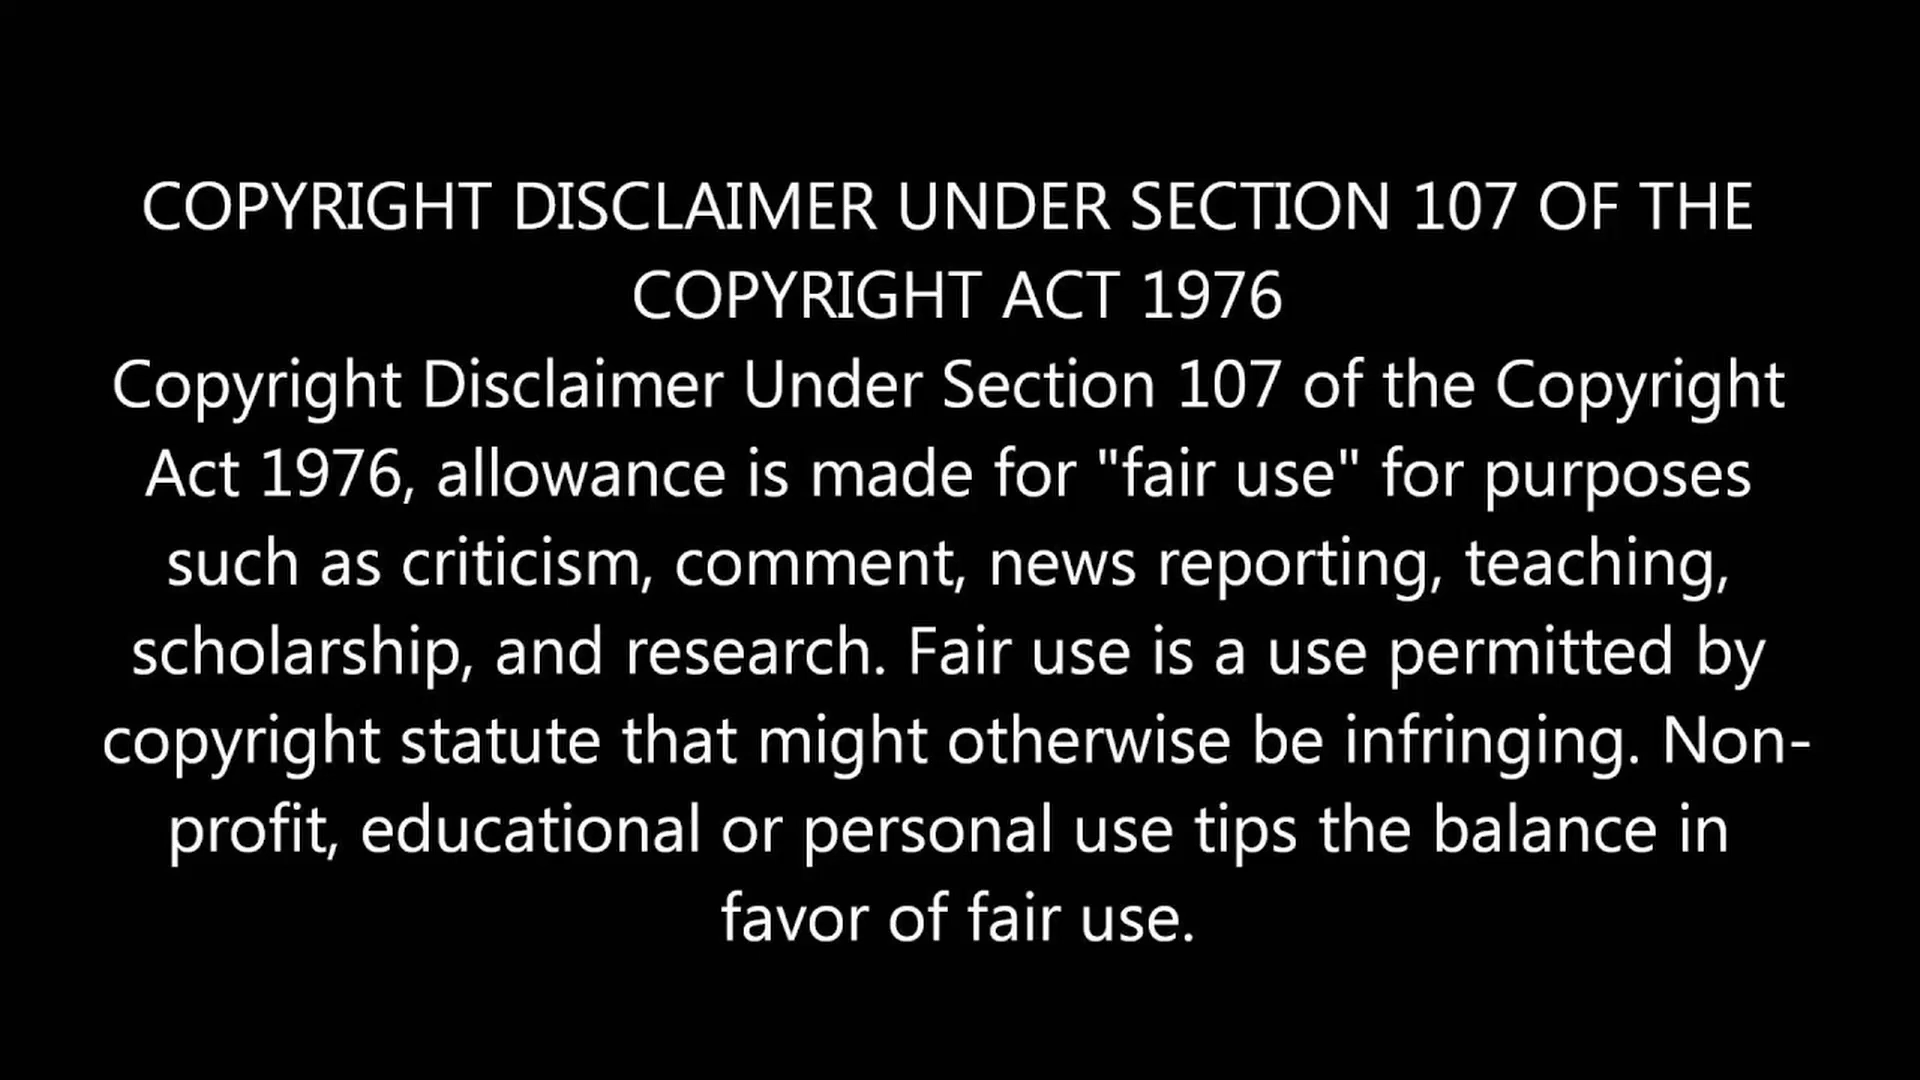 COPYRIGHT DISCLAIMER UNDER SECTION 107 OF THE
COPYRIGHT ACT 1976
Copyright Disclaimer Under Section 107 of the Copyright
Act 1976, allowance is made for "fair use" for purposes
such as criticism, comment, news reporting, teaching,
scholarship, and research. Fair use is a use permitted by
copyright statute that might otherwise be infringing. Non-
profit, educational or personal use tips the balance in
favor of fair use.